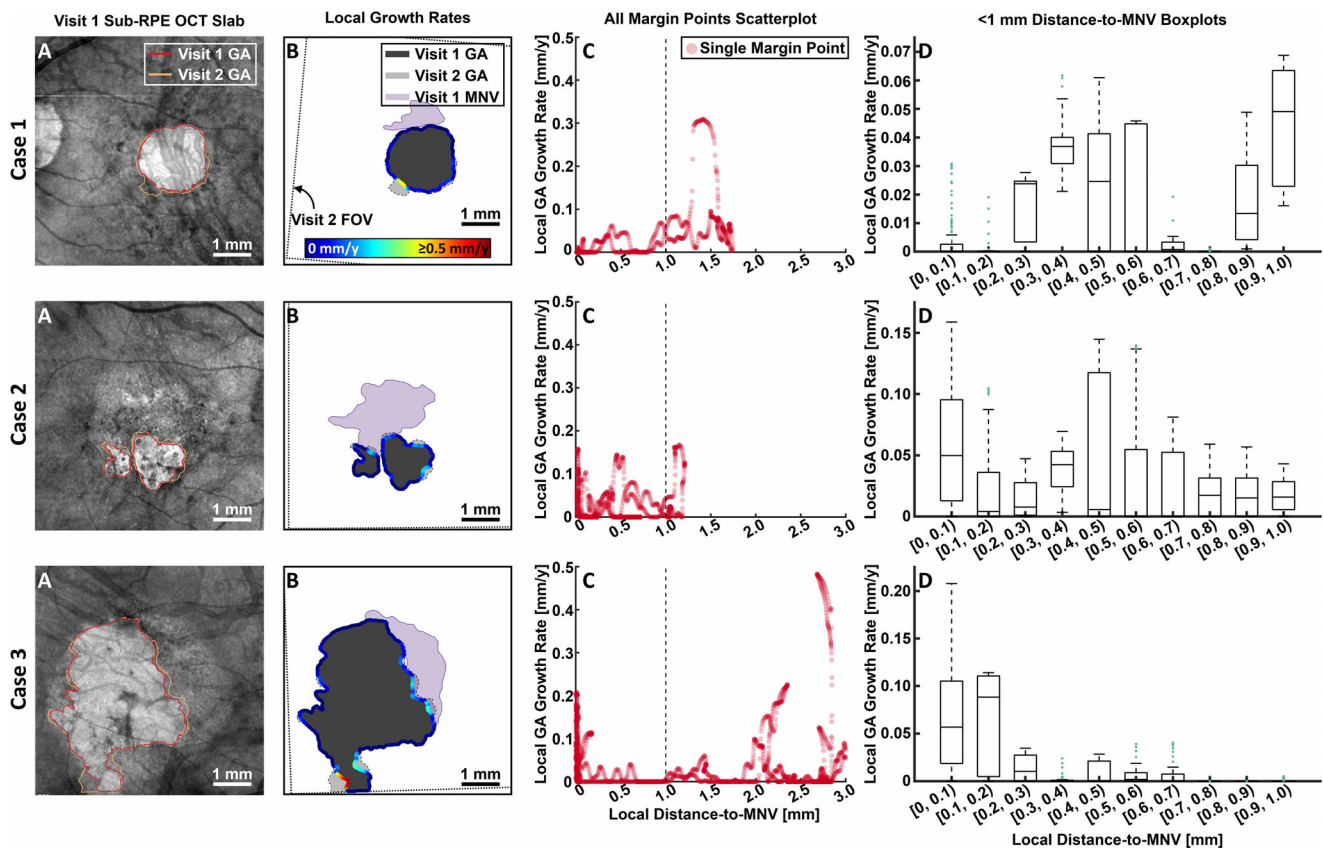 Visit 1 Sub-RPE OCT Slab
Local Growth Rates
All Margin Points Scatterplot
<1 mm Distance-to-MNV Boxplots
Case 1
A
Visit 1 GA
Visit 2 GA
1 mm
B
Visit 1 GA
Visit 2 GA
Visit 1 MNV
Visit 2 FOV
1 mm
0 mm/y
≥0.5 mm/y
C
Single Margin Point
Local GA Growth Rate [mm/y]
0.5
0.4
0.3
0.2
0.1
0
0.0
0.5
1.0
1.5
2.0
2.5
3.0
D
Local GA Growth Rate [mm/y]
0.07
0.06
0.05
0.04
0.03
0.02
0.01
0
[0, 0.1)
[0.1, 0.2)
[0.2, 0.3)
[0.3, 0.4)
[0.4, 0.5)
[0.5, 0.6)
[0.6, 0.7)
[0.7, 0.8)
[0.8, 0.9)
[0.9, 1.0)
Case 2
A
1 mm
B
1 mm
C
Local GA Growth Rate [mm/y]
0.5
0.4
0.3
0.2
0.1
0
0.0
0.5
1.0
1.5
2.0
2.5
3.0
D
Local GA Growth Rate [mm/y]
0.15
0.10
0.05
0
[0, 0.1)
[0.1, 0.2)
[0.2, 0.3)
[0.3, 0.4)
[0.4, 0.5)
[0.5, 0.6)
[0.6, 0.7)
[0.7, 0.8)
[0.8, 0.9)
[0.9, 1.0)
Case 3
A
1 mm
B
1 mm
C
Local GA Growth Rate [mm/y]
0.5
0.4
0.3
0.2
0.1
0
0.0
0.5
1.0
1.5
2.0
2.5
3.0
Local Distance-to-MNV [mm]
D
Local GA Growth Rate [mm/y]
0.20
0.15
0.10
0.05
0
[0, 0.1)
[0.1, 0.2)
[0.2, 0.3)
[0.3, 0.4)
[0.4, 0.5)
[0.5, 0.6)
[0.6, 0.7)
[0.7, 0.8)
[0.8, 0.9)
[0.9, 1.0)
Local Distance-to-MNV [mm]